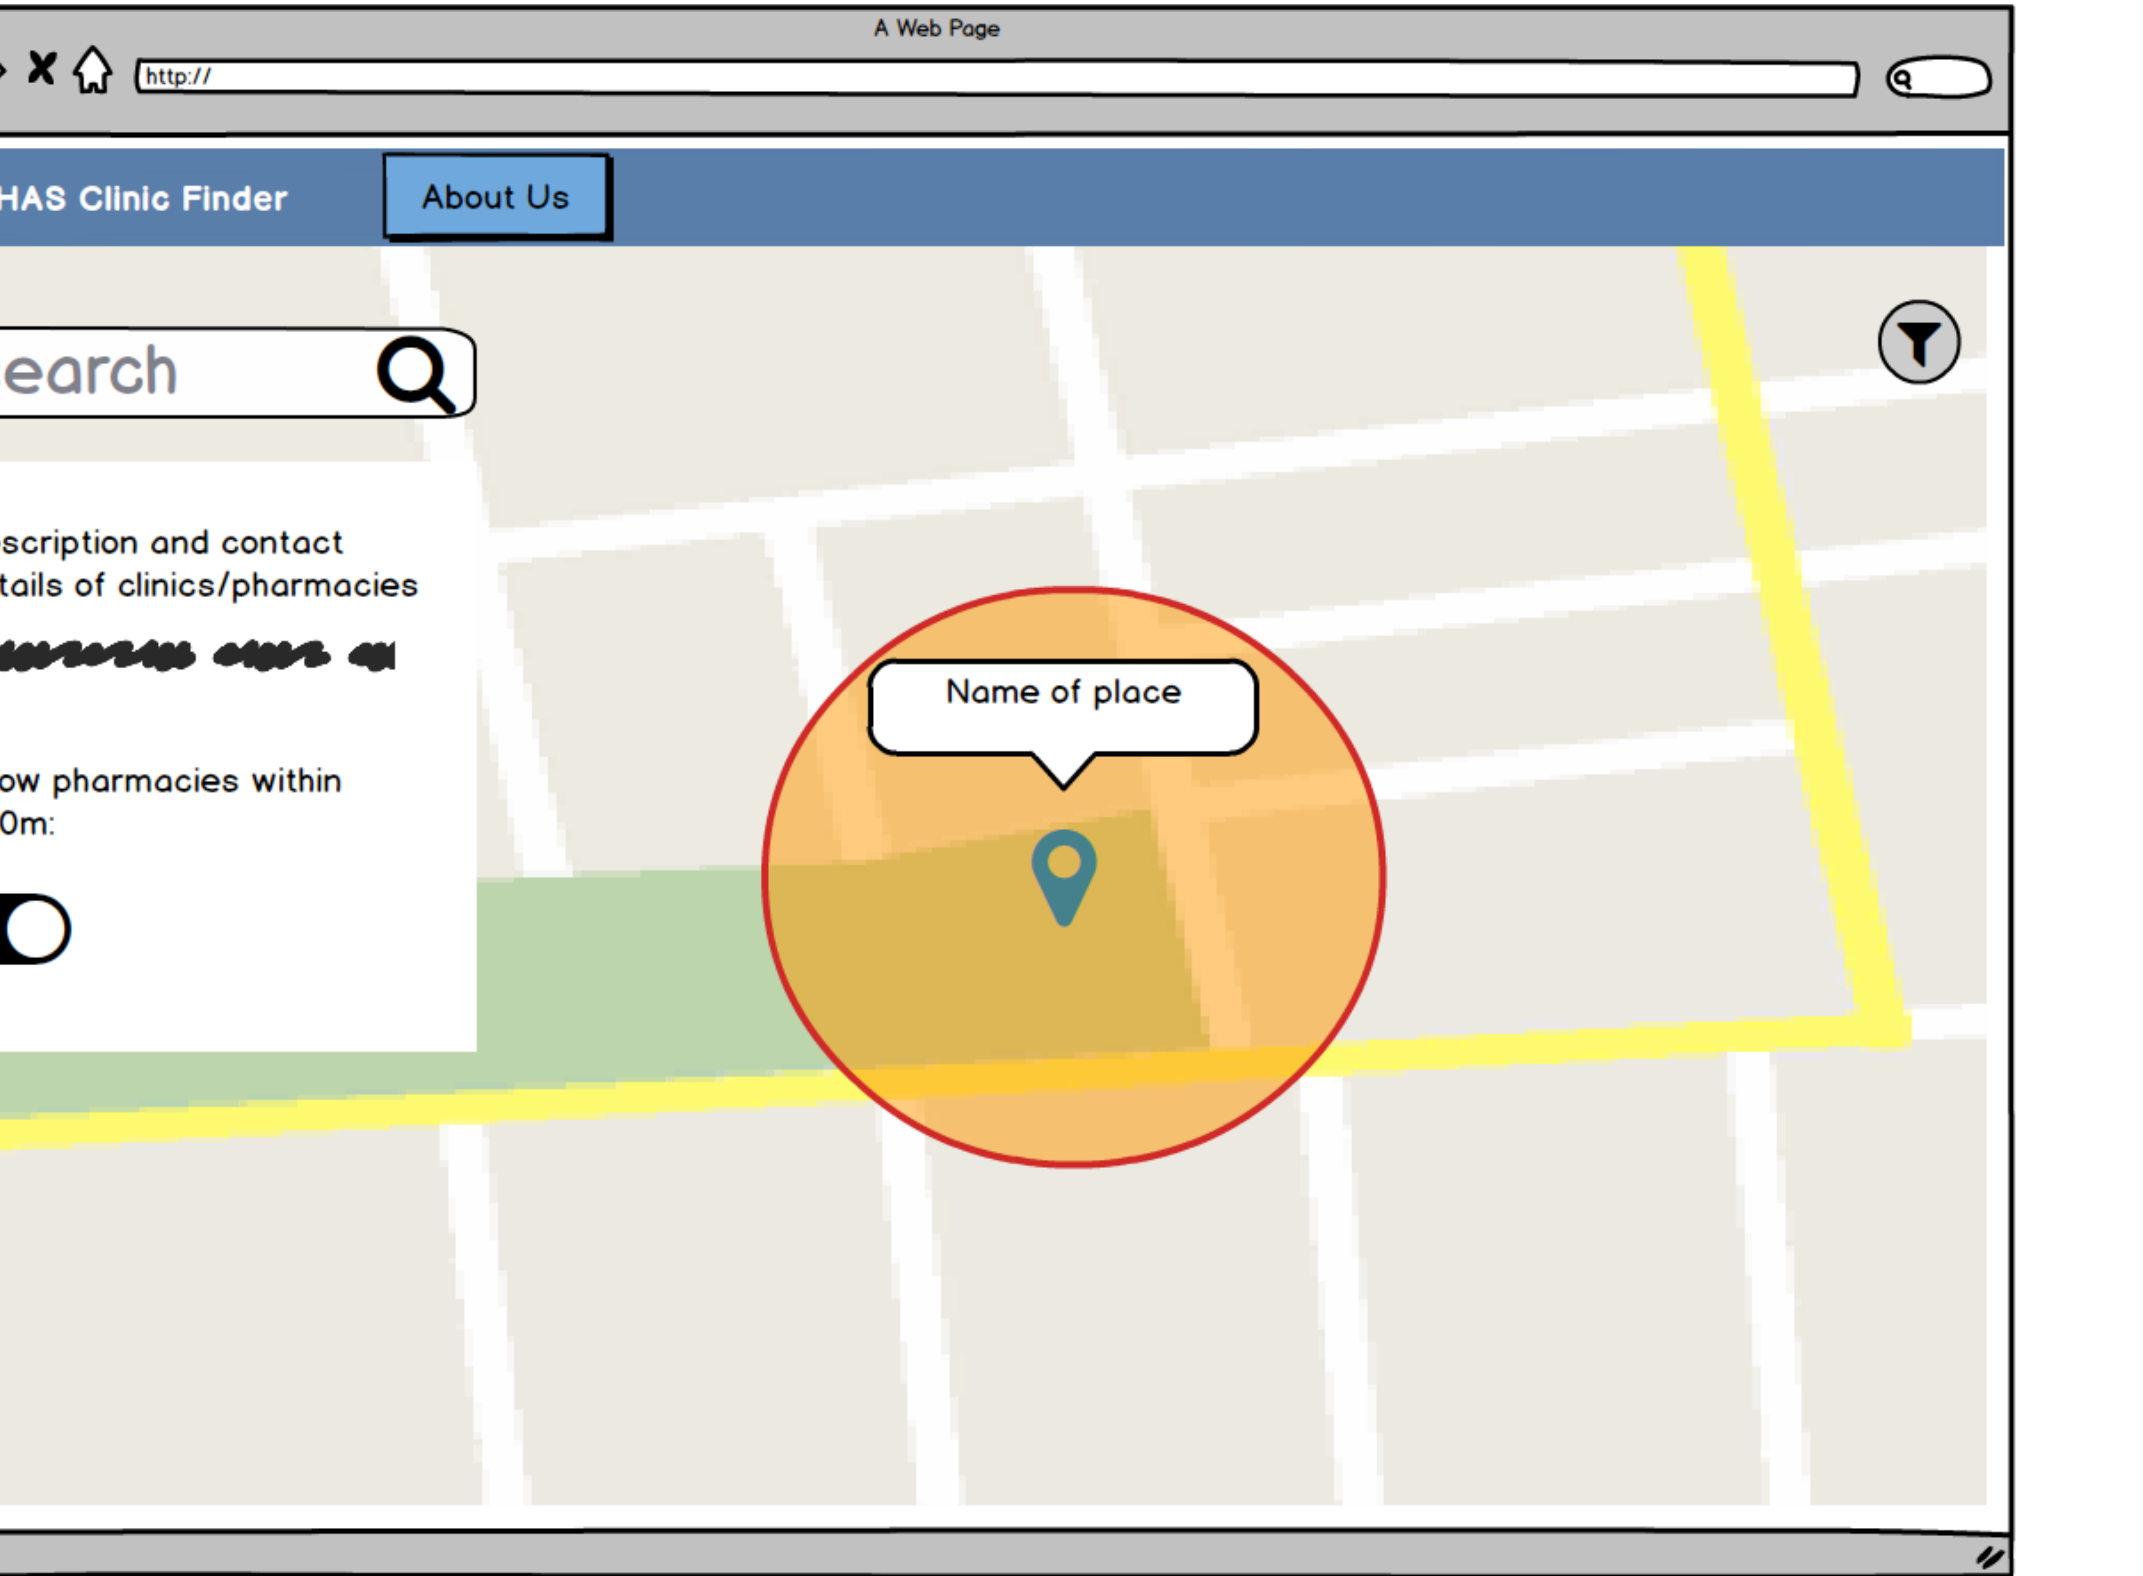 A Web Page
http://
HAS Clinic Finder
About Us
earch
scription and contact
tails of clinics/pharmacies
ow pharmacies within
0m:
Name of place